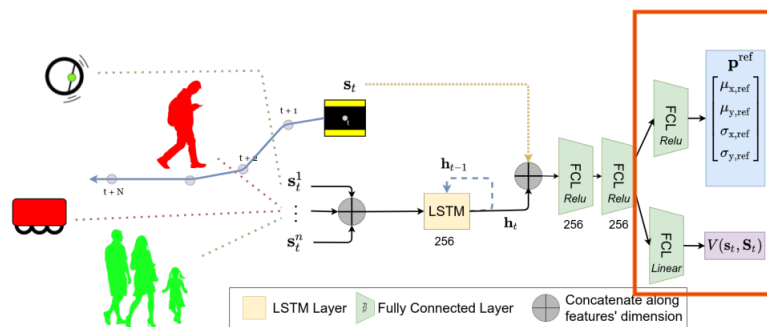 s_t
t+1
t
t+2
t+N
s_t^1
⋮
s_t^n
h_{t-1}
LSTM
256
h_t
FCL
Relu
256
FCL
Relu
256
FCL
Relu
p^ref
μ_x,ref
μ_y,ref
σ_x,ref
σ_y,ref
FCL
Linear
V(s_t, S_t)
LSTM Layer
Fully Connected Layer
Concatenate along
features' dimension